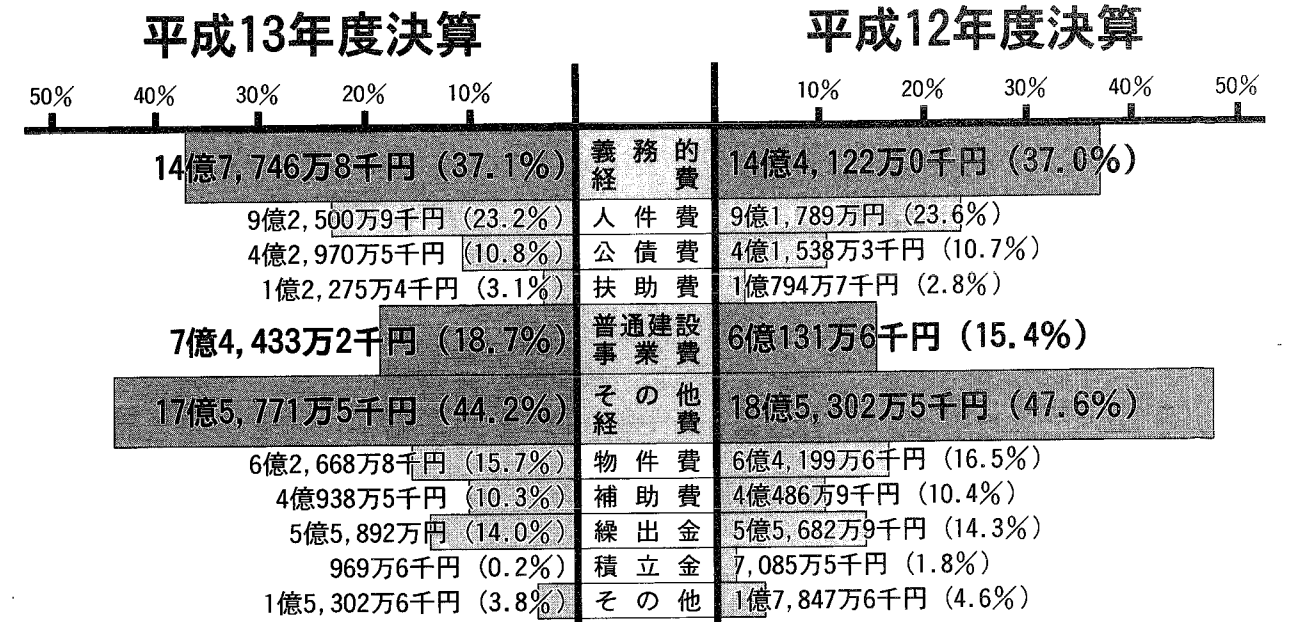 平成13年度決算 平成12年度決算
50% 40% 30% 20% 10% 10% 20% 30% 40% 50%
14億7,746万8千円 (37.1%) 義務的経費 14億4,122万0千円 (37.0%)
9億2,500万9千円 (23.2%) 人件費 9億1,789万円 (23.6%)
4億2,970万5千円 (10.8%) 公債費 4億1,538万3千円 (10.7%)
1億2,275万4千円 (3.1%) 扶助費 1億794万7千円 (2.8%)
7億4,433万2千円 (18.7%) 普通建設事業費 6億131万6千円 (15.4%)
17億5,771万5千円 (44.2%) その他経費 18億5,302万5千円 (47.6%)
6億2,668万8千円 (15.7%) 物件費 6億4,199万6千円 (16.5%)
4億938万5千円 (10.3%) 補助費 4億486万9千円 (10.4%)
5億5,892万円 (14.0%) 繰出金 5億5,682万9千円 (14.3%)
969万6千円 (0.2%) 積立金 7,085万5千円 (1.8%)
1億5,302万6千円 (3.8%) その他 1億7,847万6千円 (4.6%)